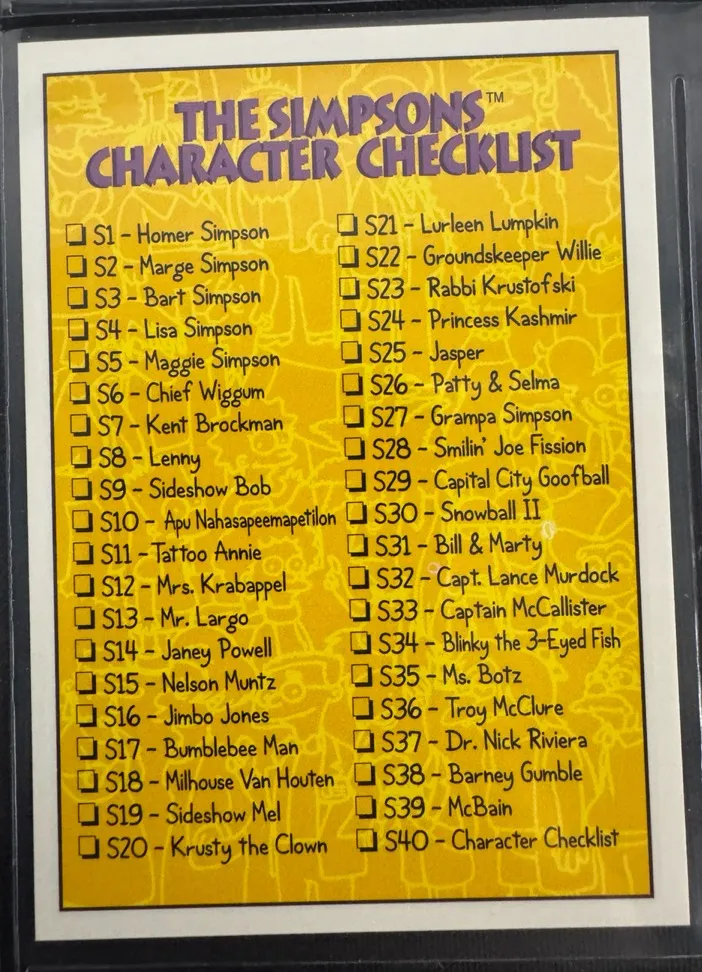 THE SIMPSONS™
CHARACTER CHECKLIST
S1 - Homer Simpson
S2 - Marge Simpson
S3 - Bart Simpson
S4 - Lisa Simpson
S5 - Maggie Simpson
S6 - Chief Wiggum
S7 - Kent Brockman
S8 - Lenny
S9 - Sideshow Bob
S10 - Apu Nahasapeemapetilon
S11 - Tattoo Annie
S12 - Mrs. Krabappel
S13 - Mr. Largo
S14 - Janey Powell
S15 - Nelson Muntz
S16 - Jimbo Jones
S17 - Bumblebee Man
S18 - Milhouse Van Houten
S19 - Sideshow Mel
S20 - Krusty the Clown
S21 - Lurleen Lumpkin
S22 - Groundskeeper Willie
S23 - Rabbi Krustofski
S24 - Princess Kashmir
S25 - Jasper
S26 - Patty & Selma
S27 - Grampa Simpson
S28 - Smilin' Joe Fission
S29 - Capital City Goofball
S30 - Snowball II
S31 - Bill & Marty
S32 - Capt. Lance Murdock
S33 - Captain McCallister
S34 - Blinky the 3-Eyed Fish
S35 - Ms. Botz
S36 - Troy McClure
S37 - Dr. Nick Riviera
S38 - Barney Gumble
S39 - McBain
S40 - Character Checklist